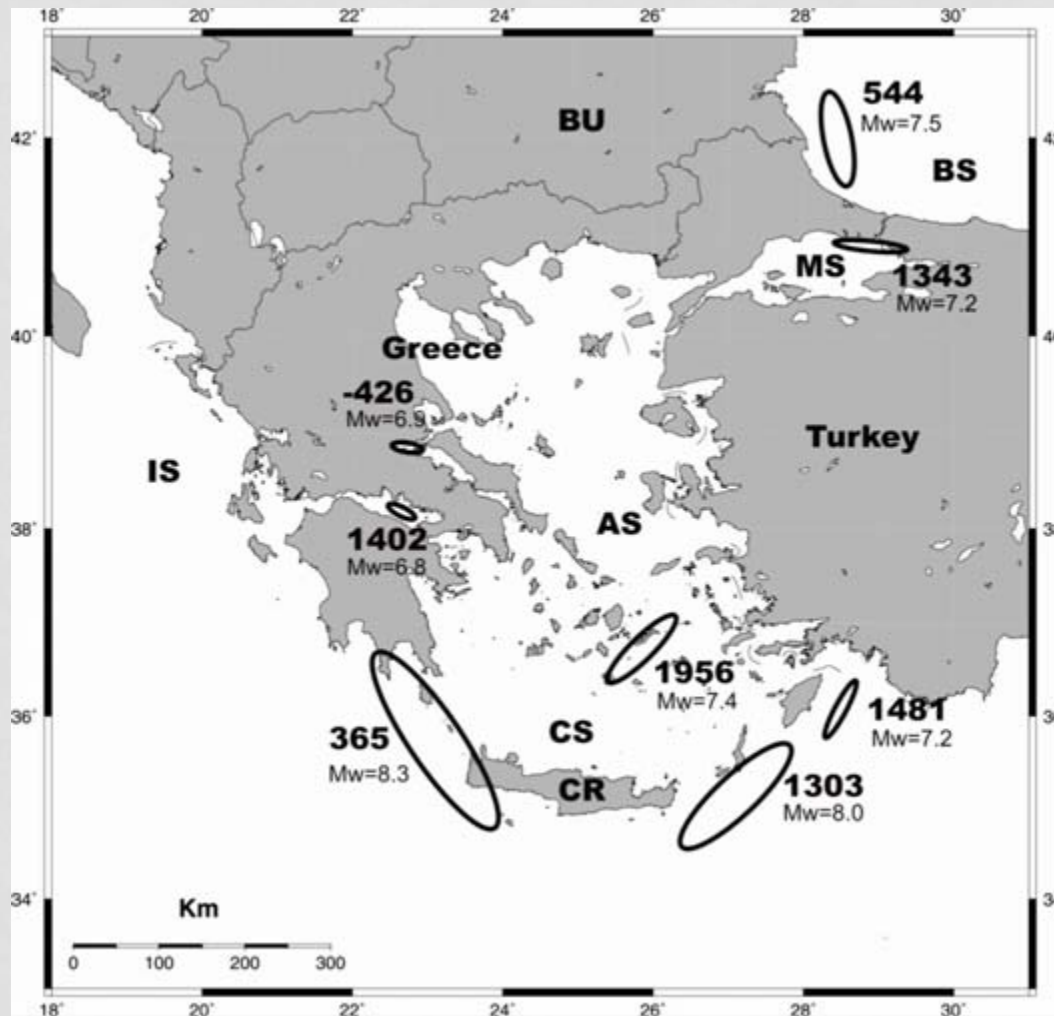 18° 20° 22° 24° 26° 28° 30°
544
Mw=7.5
BU
42°
BS
MS
1343
Mw=7.2
40°
Greece
-426
Mw=6.9
Turkey
IS
AS
38°
1402
Mw=6.8
1956
Mw=7.4
36°
1481
Mw=7.2
365
Mw=8.3
CS
CR
1303
Mw=8.0
34°
Km
0 100 200 300
18° 20° 22° 24° 26° 28° 30°